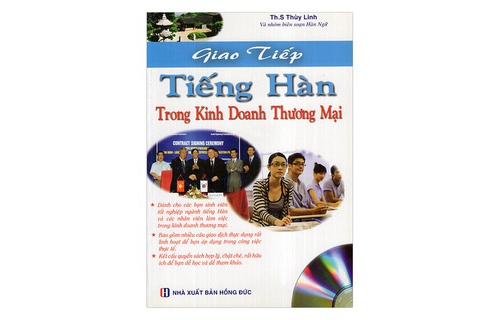 Th.S Thùy Linh
Và nhóm biên soạn Hàn Ngữ
Giao Tiếp
Tiếng Hàn
Trong Kinh Doanh Thương Mại
CONTRACT SIGNING CEREMONY
Dành cho các bạn sinh viên
tốt nghiệp ngành tiếng Hàn
và các nhân viên làm việc
trong kinh doanh thương mại.
Bao gồm nhiều câu giao dịch thực dụng rất
linh hoạt để bạn áp dụng trong công việc
thực tế.
Kết cấu quyển sách hợp lý, chặt chẽ, rất hữu
ích để bạn dễ học và dễ tham khảo.
NHÀ XUẤT BẢN HỒNG ĐỨC